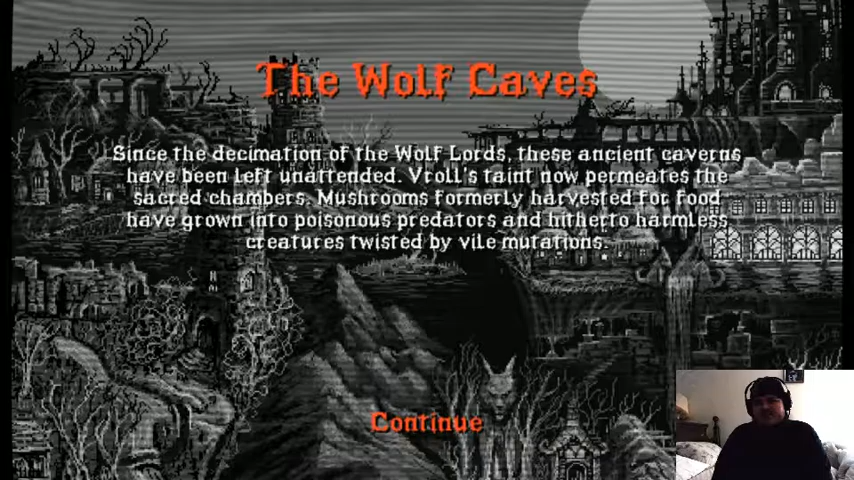 The Wolf Caves
Since the decimation of the Wolf Lords, these ancient caverns
have been left unattended. Vroll's taint now permeates the
sacred chambers. Mushrooms formerly harvested for food
have grown into poisonous predators and hitherto harmless
creatures twisted by vile mutations.
Continue